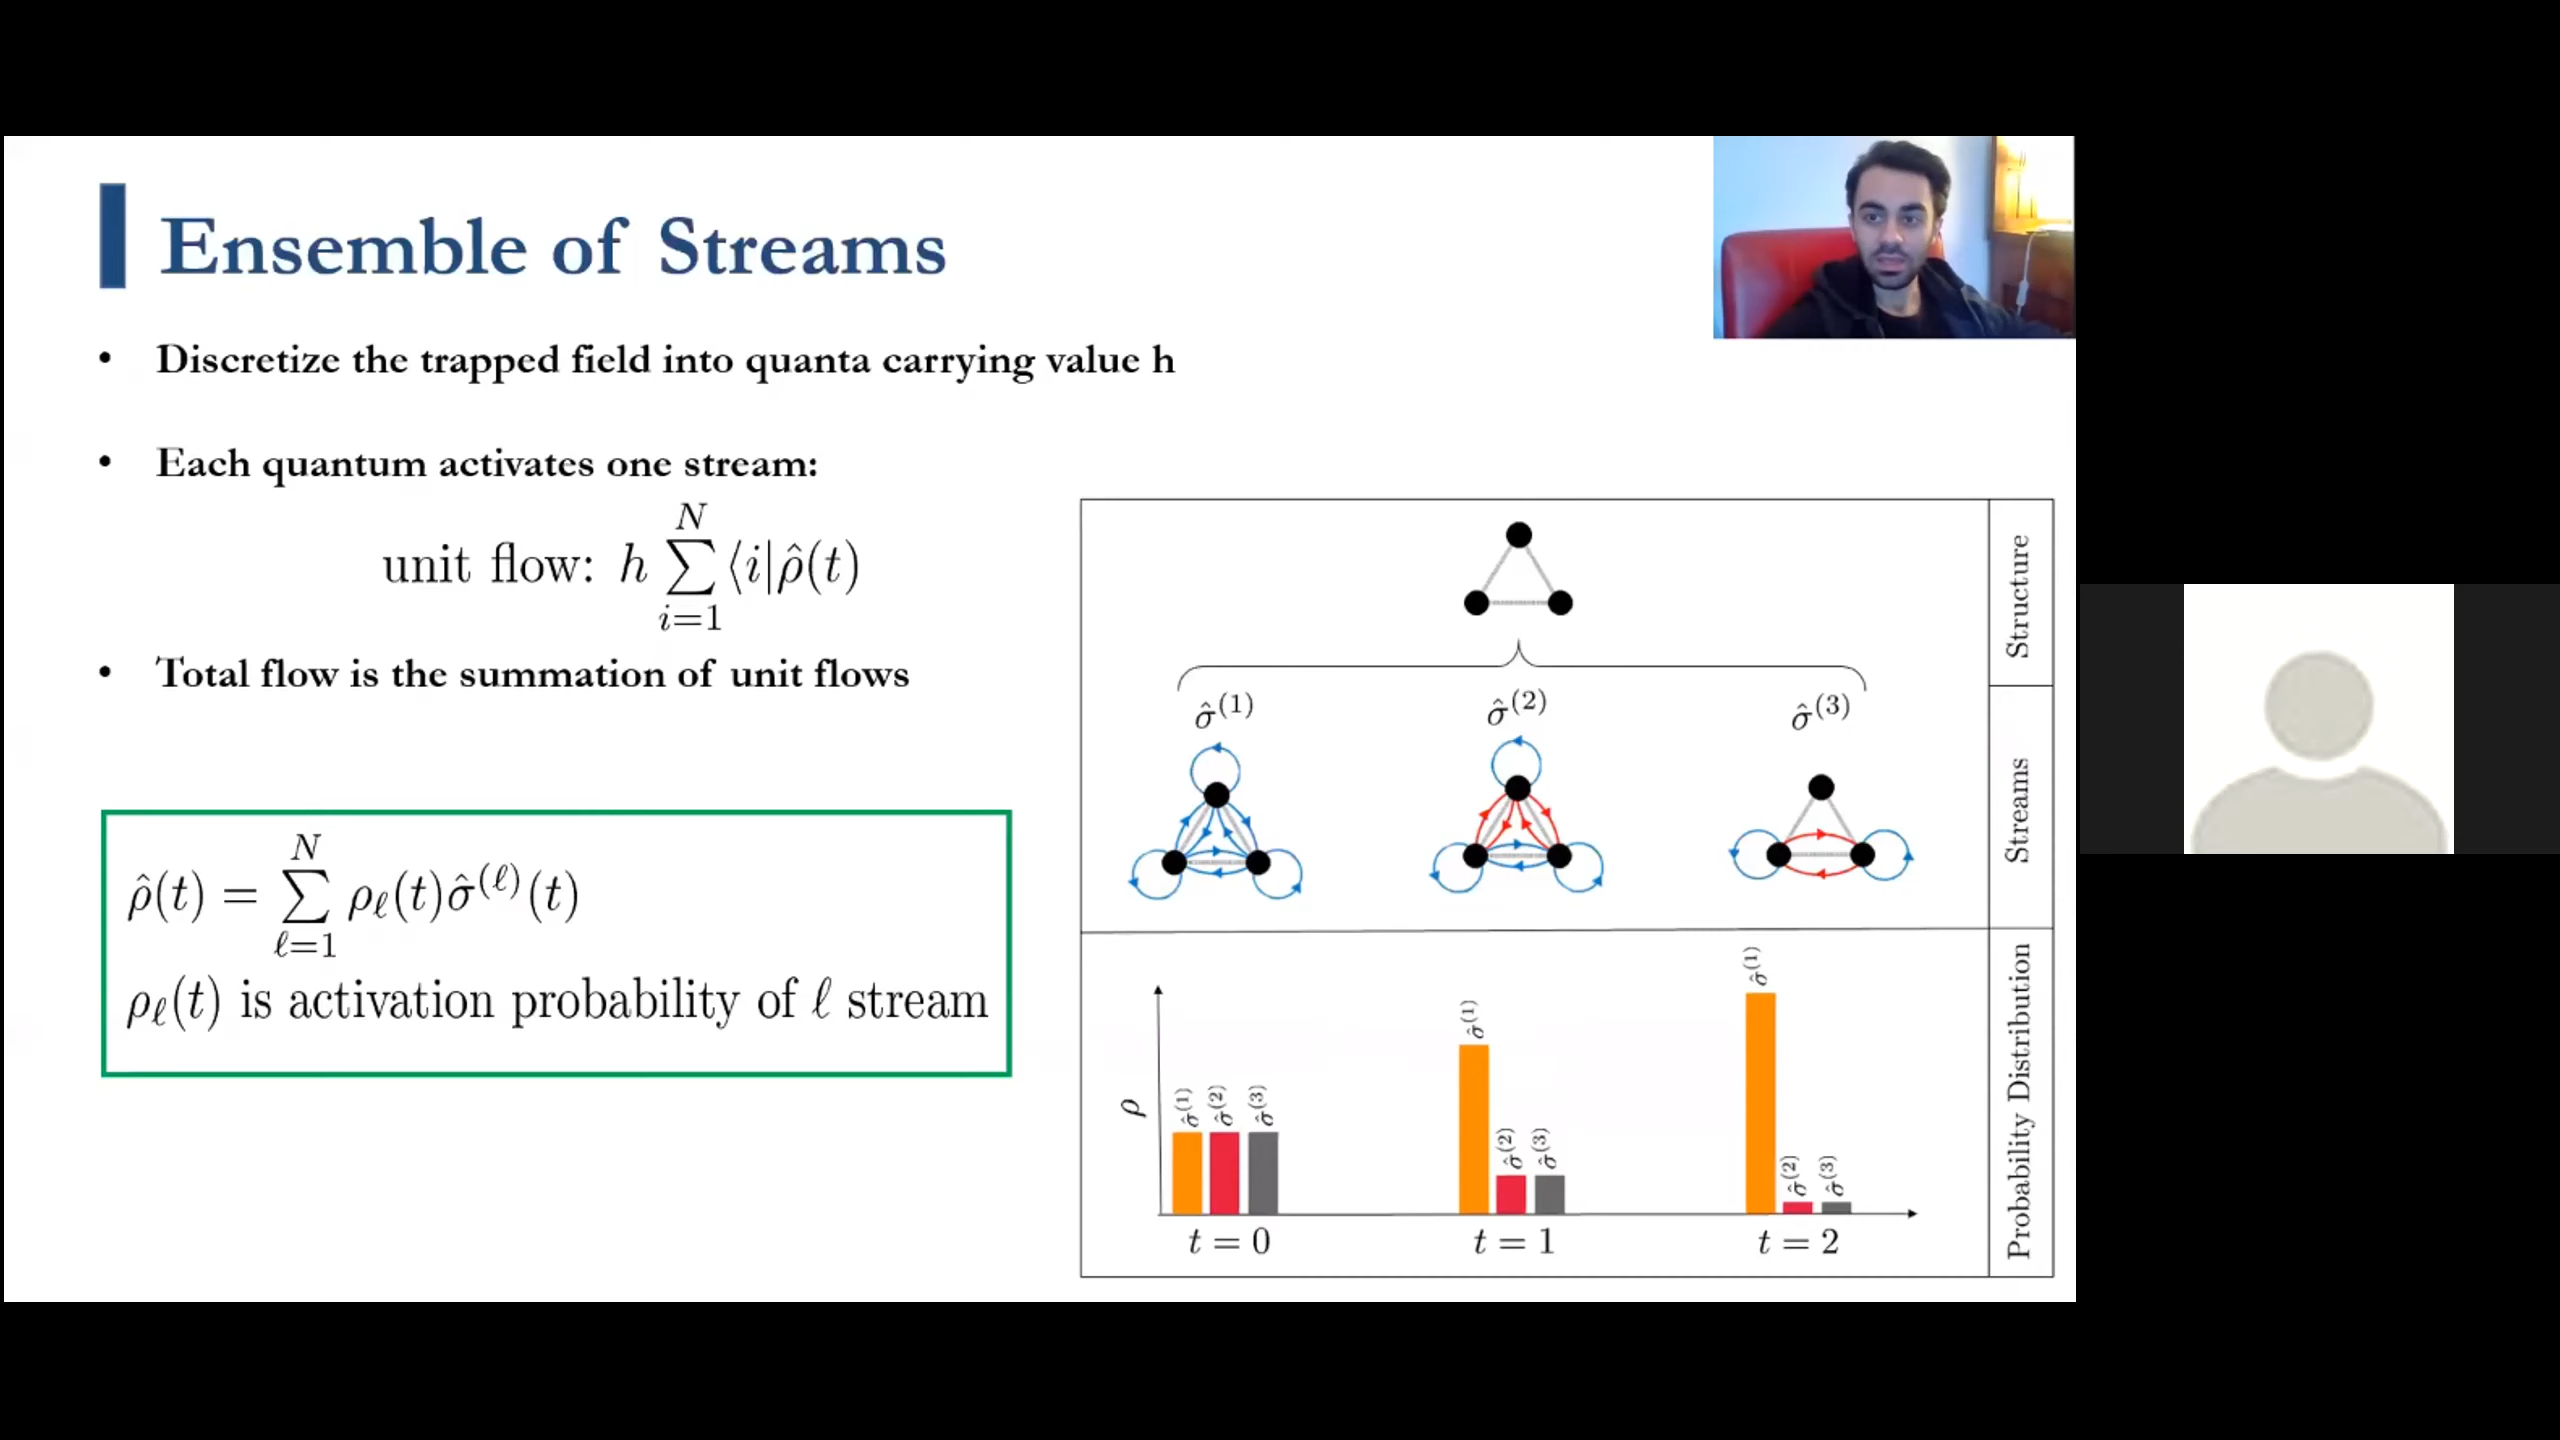 Ensemble of Streams
• Discretize the trapped field into quanta carrying value h
• Each quantum activates one stream:
unit flow: h ∑_{i=1}^{N} ⟨i|ρ̂(t)
• Total flow is the summation of unit flows
ρ̂(t) = ∑_{ℓ=1}^{N} ρ_ℓ(t)σ̂^{(ℓ)}(t)
ρ_ℓ(t) is activation probability of ℓ stream
Structure
σ̂^{(1)} σ̂^{(2)} σ̂^{(3)}
Streams
ρ
σ̂^{(1)} σ̂^{(2)} σ̂^{(3)}
σ̂^{(1)} σ̂^{(2)} σ̂^{(3)}
σ̂^{(1)} σ̂^{(2)} σ̂^{(3)}
t = 0 t = 1 t = 2
Probability Distribution